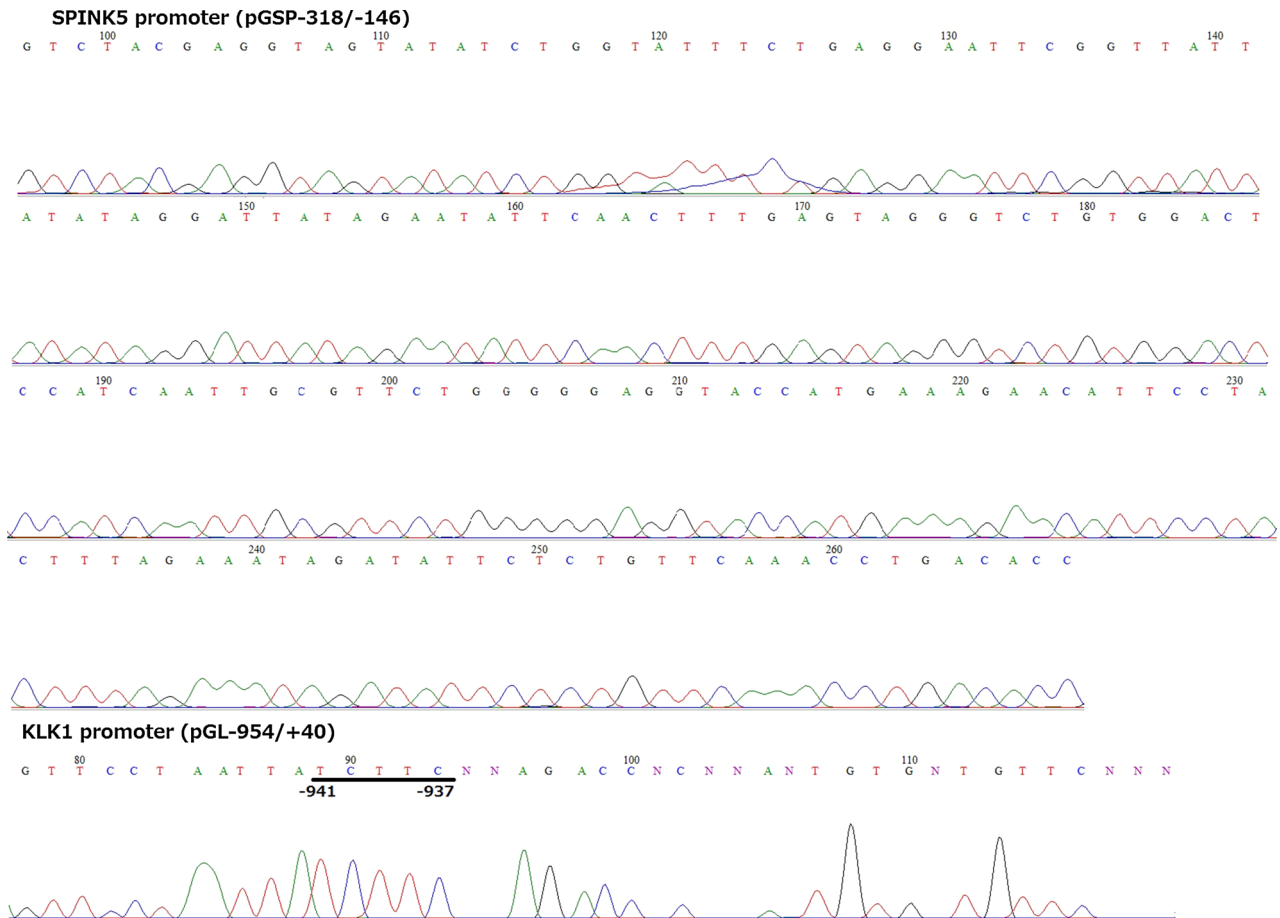 SPINK5 promoter (pGSP-318/-146)
100 110 120 130 140
G T C T A C G A G G T A G T A T A T C T G G T A T T T C T G A G G A A T T C G G T T A T T
150 160 170 180
A T A T A G G A T T A T A G A A T A T T C A A C T T T G A G T A G G G T C T G T G G A C T
190 200 210 220 230
C C A T C A A T T G C G T T C T G G G G G A G G T A C C A T G A A A G A A C A T T C C T A
240 250 260
C T T T A G A A A T A G A T A T T C T C T G T T C A A A C C T G A C A C C
KLK1 promoter (pGL-954/+40)
80 90 100 110
G T T C C T A A T T A T C T T C N N A G A C C N C N N A N T G T G N T G T T C N N N
-941 -937